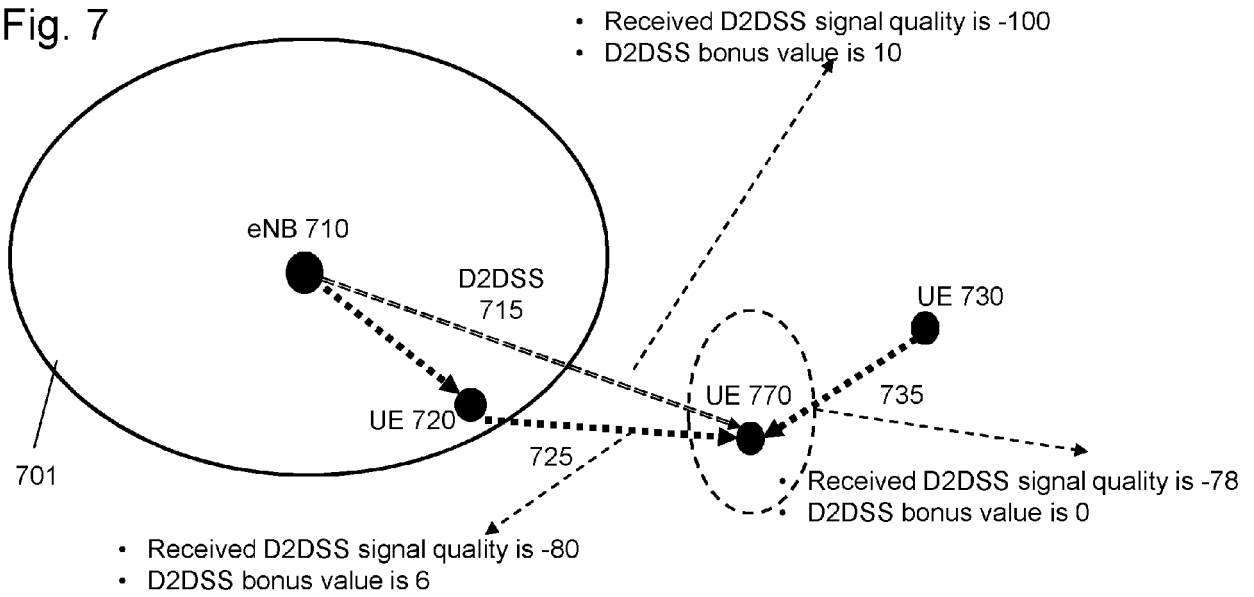 Fig. 7
• Received D2DSS signal quality is -100
• D2DSS bonus value is 10
eNB 710
D2DSS
715
UE 730
UE 770
735
UE 720
725
701
• Received D2DSS signal quality is -78
• D2DSS bonus value is 0
• Received D2DSS signal quality is -80
• D2DSS bonus value is 6